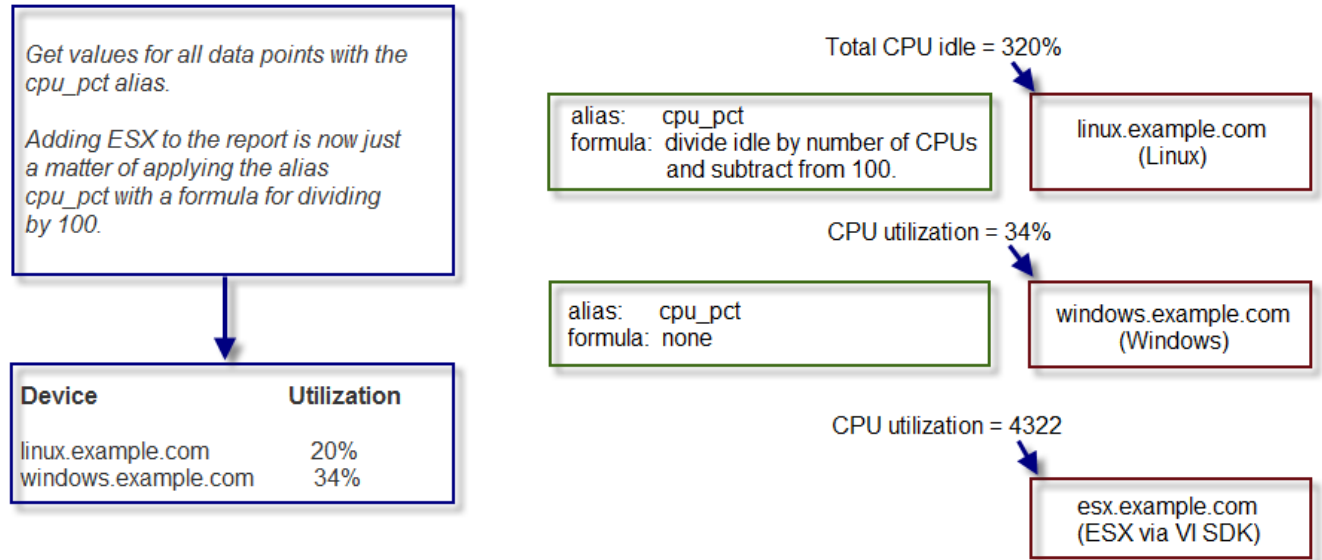 Get values for all data points with the
cpu_pct alias.
Adding ESX to the report is now just
a matter of applying the alias
cpu_pct with a formula for dividing
by 100.
Device Utilization
linux.example.com 20%
windows.example.com 34%
Total CPU idle = 320%
alias: cpu_pct
formula: divide idle by number of CPUs
and subtract from 100.
linux.example.com
(Linux)
CPU utilization = 34%
alias: cpu_pct
formula: none
windows.example.com
(Windows)
CPU utilization = 4322
esx.example.com
(ESX via VI SDK)